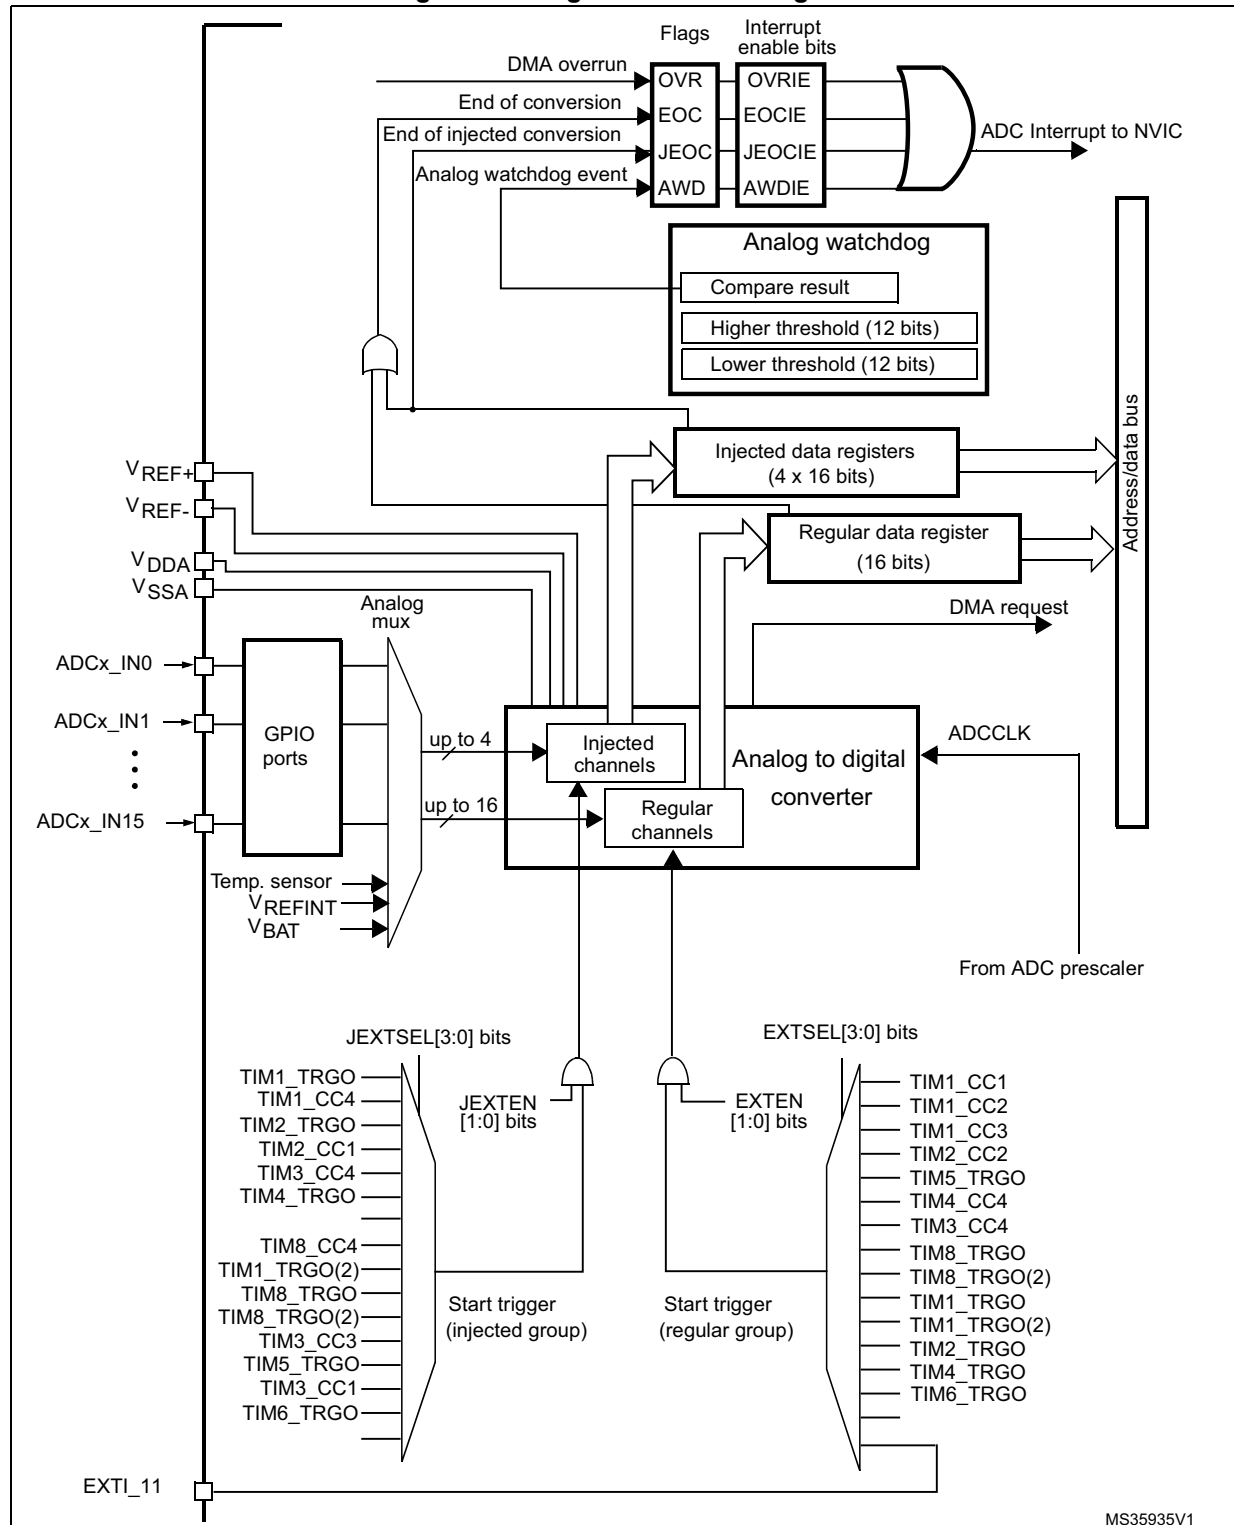 Flags
Interrupt
enable bits
DMA overrun
OVR
OVRIE
End of conversion
EOC
EOCIE
End of injected conversion
JEOC
JEOCIE
ADC Interrupt to NVIC
Analog watchdog event
AWD
AWDIE
Analog watchdog
Compare result
Higher threshold (12 bits)
Lower threshold (12 bits)
Address/data bus
Injected data registers
(4 x 16 bits)
VREF+
VREF-
Regular data register
(16 bits)
VDDA
VSSA
Analog
mux
DMA request
ADCx_IN0
ADCx_IN1
ADCx_IN15
GPIO
ports
up to 4
up to 16
Injected
channels
Regular
channels
Analog to digital
converter
ADCCLK
Temp. sensor
VREFINT
VBAT
From ADC prescaler
JEXTSEL[3:0] bits
EXTSEL[3:0] bits
JEXTEN
[1:0] bits
EXTEN
[1:0] bits
TIM1_TRGO
TIM1_CC4
TIM2_TRGO
TIM2_CC1
TIM3_CC4
TIM4_TRGO
TIM8_CC4
TIM1_TRGO(2)
TIM8_TRGO
TIM8_TRGO(2)
TIM3_CC3
TIM5_TRGO
TIM3_CC1
TIM6_TRGO
Start trigger
(injected group)
Start trigger
(regular group)
TIM1_CC1
TIM1_CC2
TIM1_CC3
TIM2_CC2
TIM5_TRGO
TIM4_CC4
TIM3_CC4
TIM8_TRGO
TIM8_TRGO(2)
TIM1_TRGO
TIM1_TRGO(2)
TIM2_TRGO
TIM4_TRGO
TIM6_TRGO
EXTI_11
MS35935V1